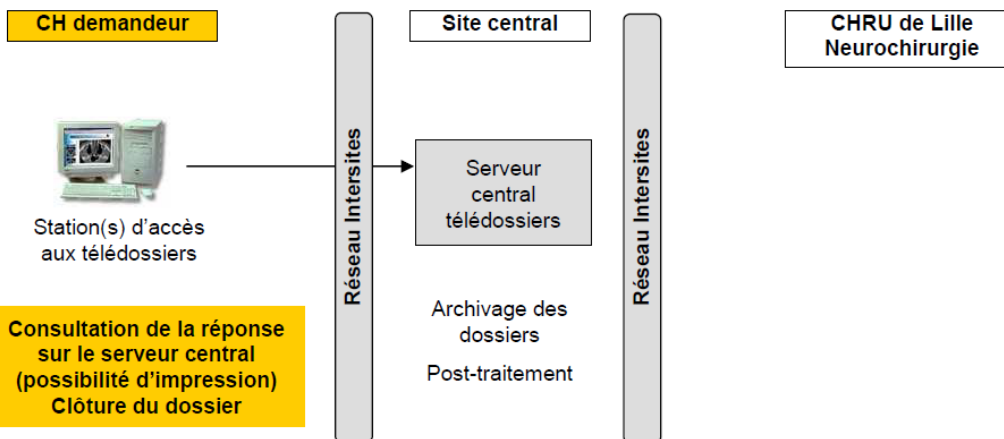 CH demandeur
Site central
CHRU de Lille
Neurochirurgie
Station(s) d'accès
aux télédossiers
Réseau Intersites
Serveur
central
télédossiers
Réseau Intersites
Archivage des
dossiers
Post-traitement
Consultation de la réponse
sur le serveur central
(possibilité d'impression)
Clôture du dossier